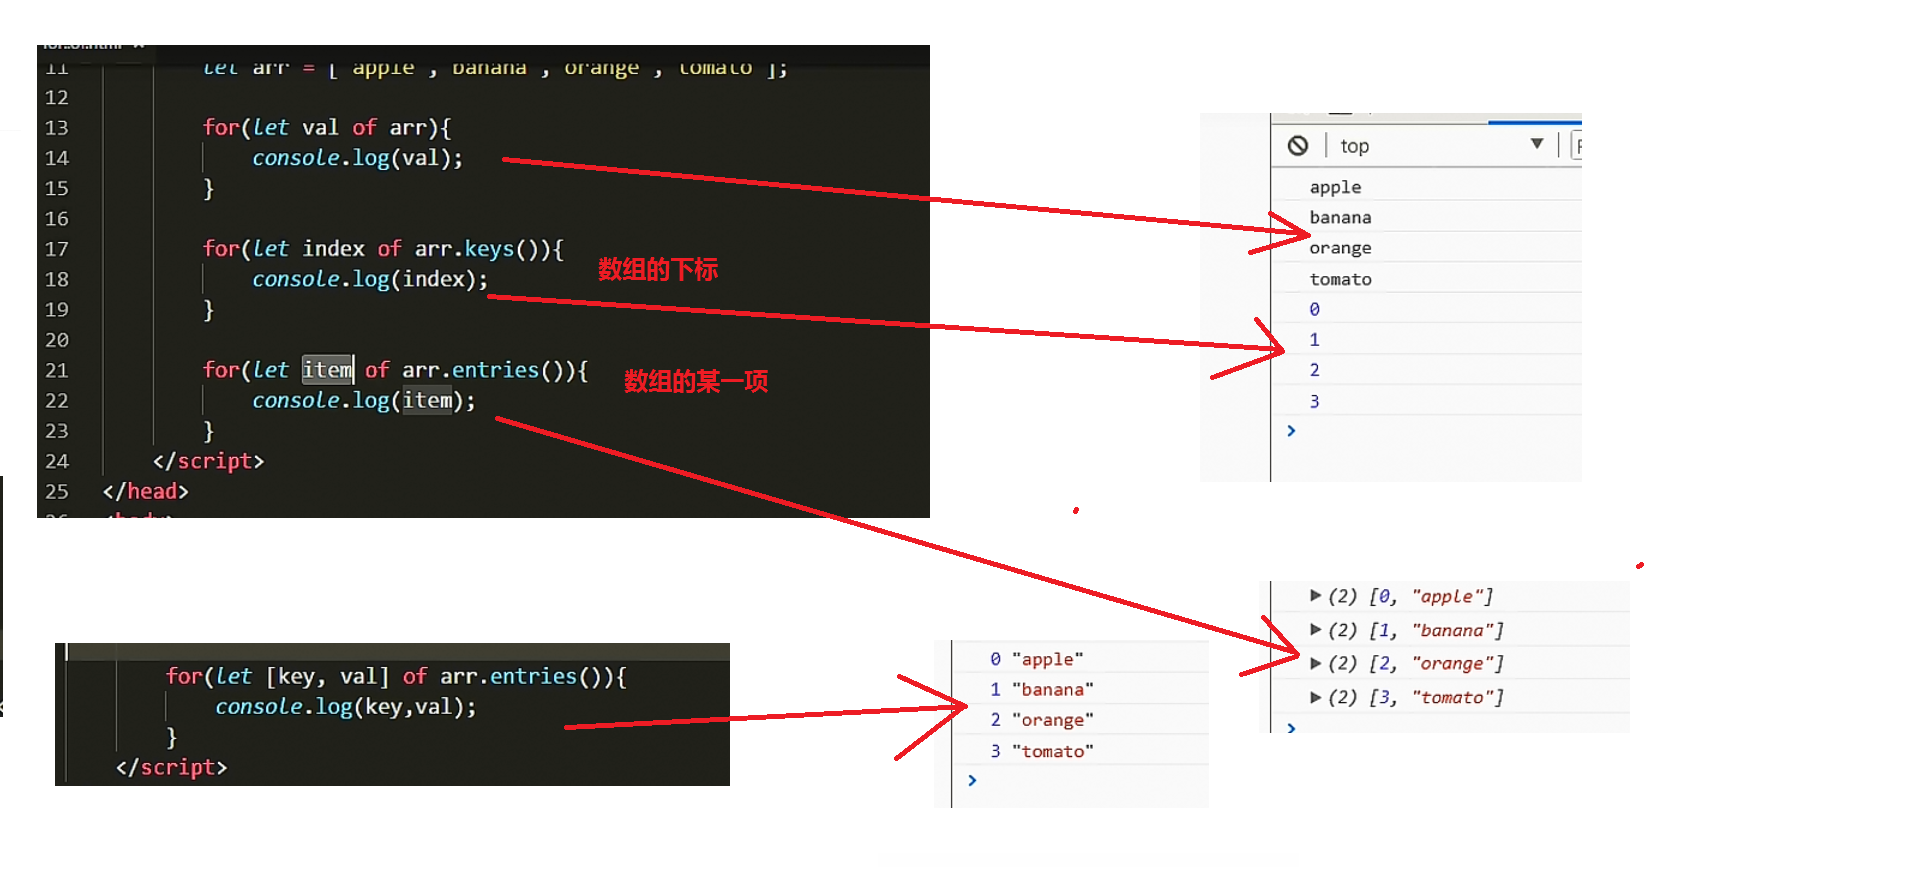 11 let arr = ['apple','banana','orange','tomato'];
12
13 for(let val of arr){
14 console.log(val);
15 }
16
17 for(let index of arr.keys()){
数组的下标
18 console.log(index);
19 }
20
21 for(let item of arr.entries()){
数组的某一项
22 console.log(item);
23 }
24 </script>
25 </head>
top
apple
banana
orange
tomato
0
1
2
3
>
for(let [key, val] of arr.entries()){
console.log(key,val);
}
</script>
0 "apple"
1 "banana"
2 "orange"
3 "tomato"
>
▶(2) [0, "apple"]
▶(2) [1, "banana"]
▶(2) [2, "orange"]
▶(2) [3, "tomato"]
>